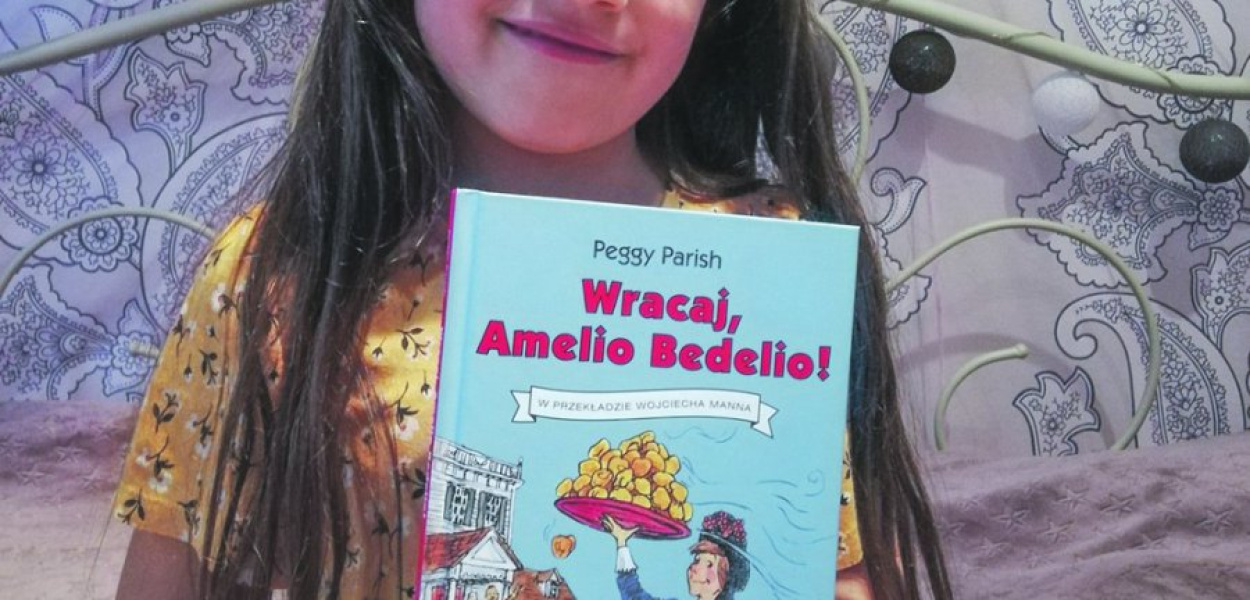 Peggy Parish
Wracaj,
Amelio Bedelio!
W PRZEKŁADZIE WOJCIECHA MANNA